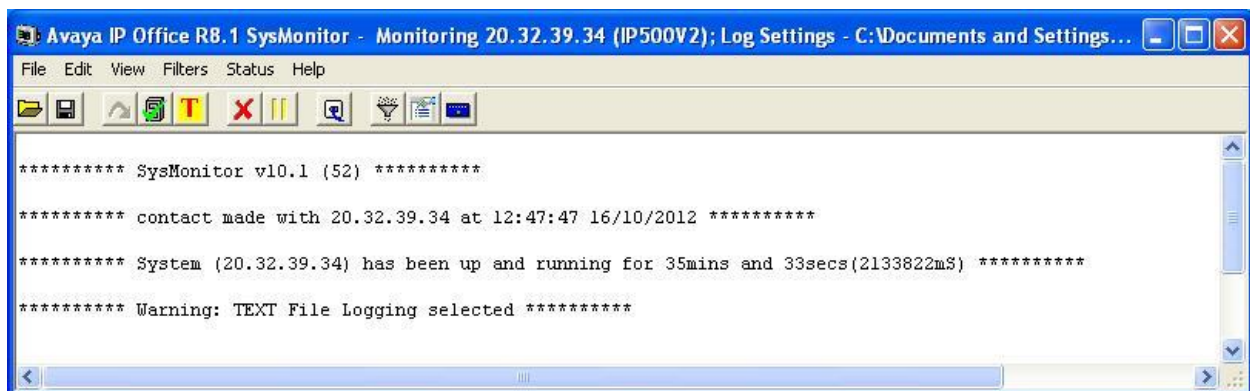 Avaya IP Office R8.1 SysMonitor - Monitoring 20.32.39.34 (IP500V2); Log Settings - C:\Documents and Settings...
File Edit View Filters Status Help
T
********** SysMonitor v10.1 (52) **********
********** contact made with 20.32.39.34 at 12:47:47 16/10/2012 **********
********** System (20.32.39.34) has been up and running for 35mins and 33secs(2133822mS) **********
********** Warning: TEXT File Logging selected **********